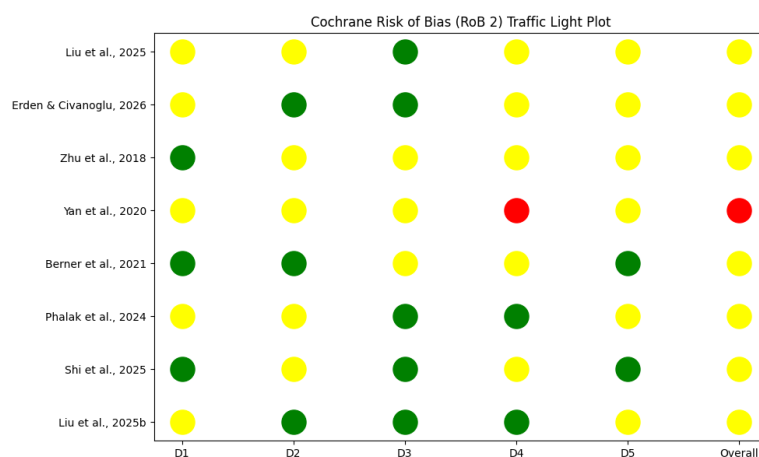 Cochrane Risk of Bias (RoB 2) Traffic Light Plot
Liu et al., 2025
Erden & Civanoglu, 2026
Zhu et al., 2018
Yan et al., 2020
Berner et al., 2021
Phalak et al., 2024
Shi et al., 2025
Liu et al., 2025b
D1 D2 D3 D4 D5 Overall